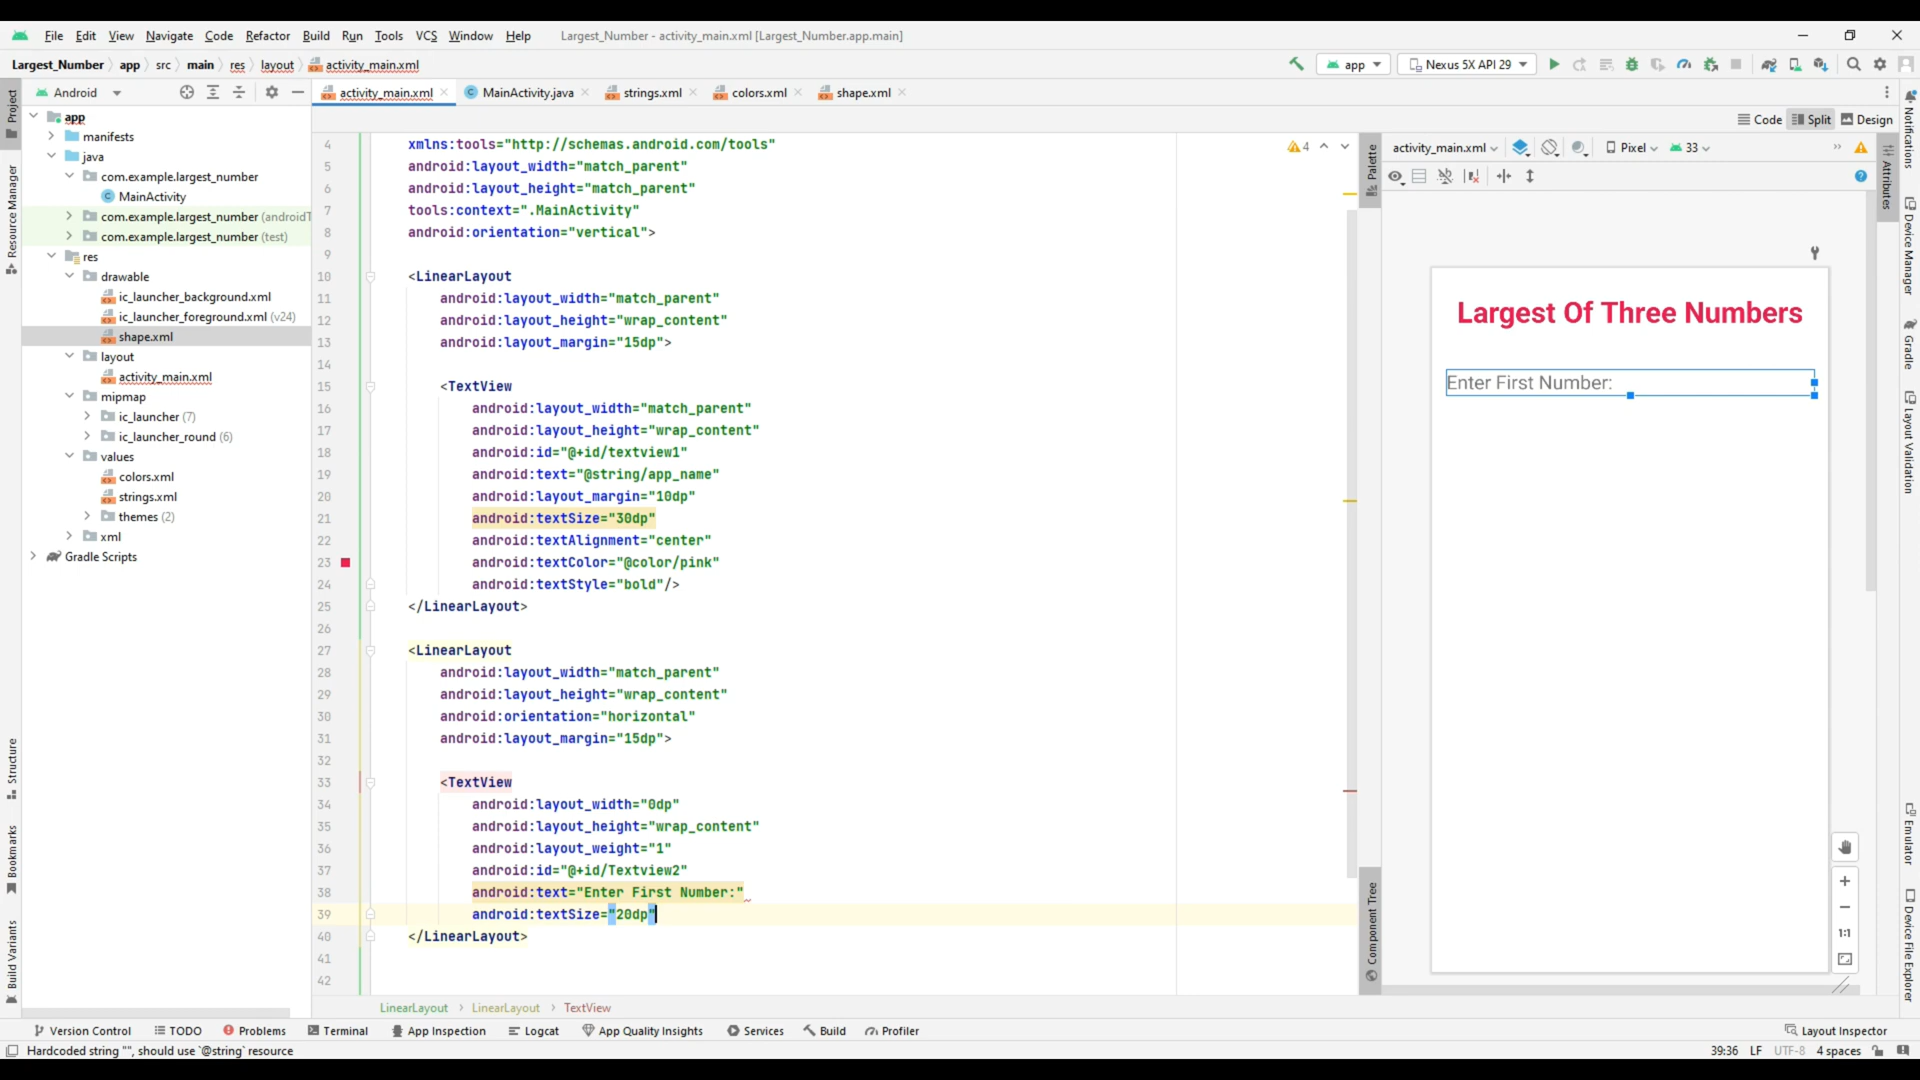 File Edit View Navigate Code Refactor Build Run Tools VCS Window Help Largest_Number - activity_main.xml [Largest_Number.app.main]
Largest_Number app src main res layout activity_main.xml app Nexus 5X API 29
Android activity_main.xml MainActivity.java strings.xml colors.xml shape.xml
Code Split Design
Project
Resource Manager
Structure
Bookmarks
Build Variants
app
manifests
java
com.example.largest_number
MainActivity
com.example.largest_number (androidT
com.example.largest_number (test)
res
drawable
ic_launcher_background.xml
ic_launcher_foreground.xml (v24)
shape.xml
layout
activity_main.xml
mipmap
ic_launcher (7)
ic_launcher_round (6)
values
colors.xml
strings.xml
themes (2)
xml
Gradle Scripts
4 xmlns:tools="http://schemas.android.com/tools"
5 android:layout_width="match_parent"
6 android:layout_height="match_parent"
7 tools:context=".MainActivity"
8 android:orientation="vertical">
9
10 <LinearLayout
11 android:layout_width="match_parent"
12 android:layout_height="wrap_content"
13 android:layout_margin="15dp">
14
15 <TextView
16 android:layout_width="match_parent"
17 android:layout_height="wrap_content"
18 android:id="@+id/textview1"
19 android:text="@string/app_name"
20 android:layout_margin="10dp"
21 android:textSize="30dp"
22 android:textAlignment="center"
23 android:textColor="@color/pink"
24 android:textStyle="bold"/>
25 </LinearLayout>
26
27 <LinearLayout
28 android:layout_width="match_parent"
29 android:layout_height="wrap_content"
30 android:orientation="horizontal"
31 android:layout_margin="15dp">
32
33 <TextView
34 android:layout_width="0dp"
35 android:layout_height="wrap_content"
36 android:layout_weight="1"
37 android:id="@+id/Textview2"
38 android:text="Enter First Number:"
39 android:textSize="20dp"
40 </LinearLayout>
41
42
4
LinearLayout LinearLayout TextView
Palette
Component Tree
activity_main.xml Pixel 33
Largest Of Three Numbers
Enter First Number:
1:1
Attributes
Notifications
Device Manager
Gradle
Layout Validation
Emulator
Device File Explorer
Version Control TODO Problems Terminal App Inspection Logcat App Quality Insights Services Build Profiler Layout Inspector
Hardcoded string "", should use `@string` resource 39:36 LF UTF-8 4 spaces